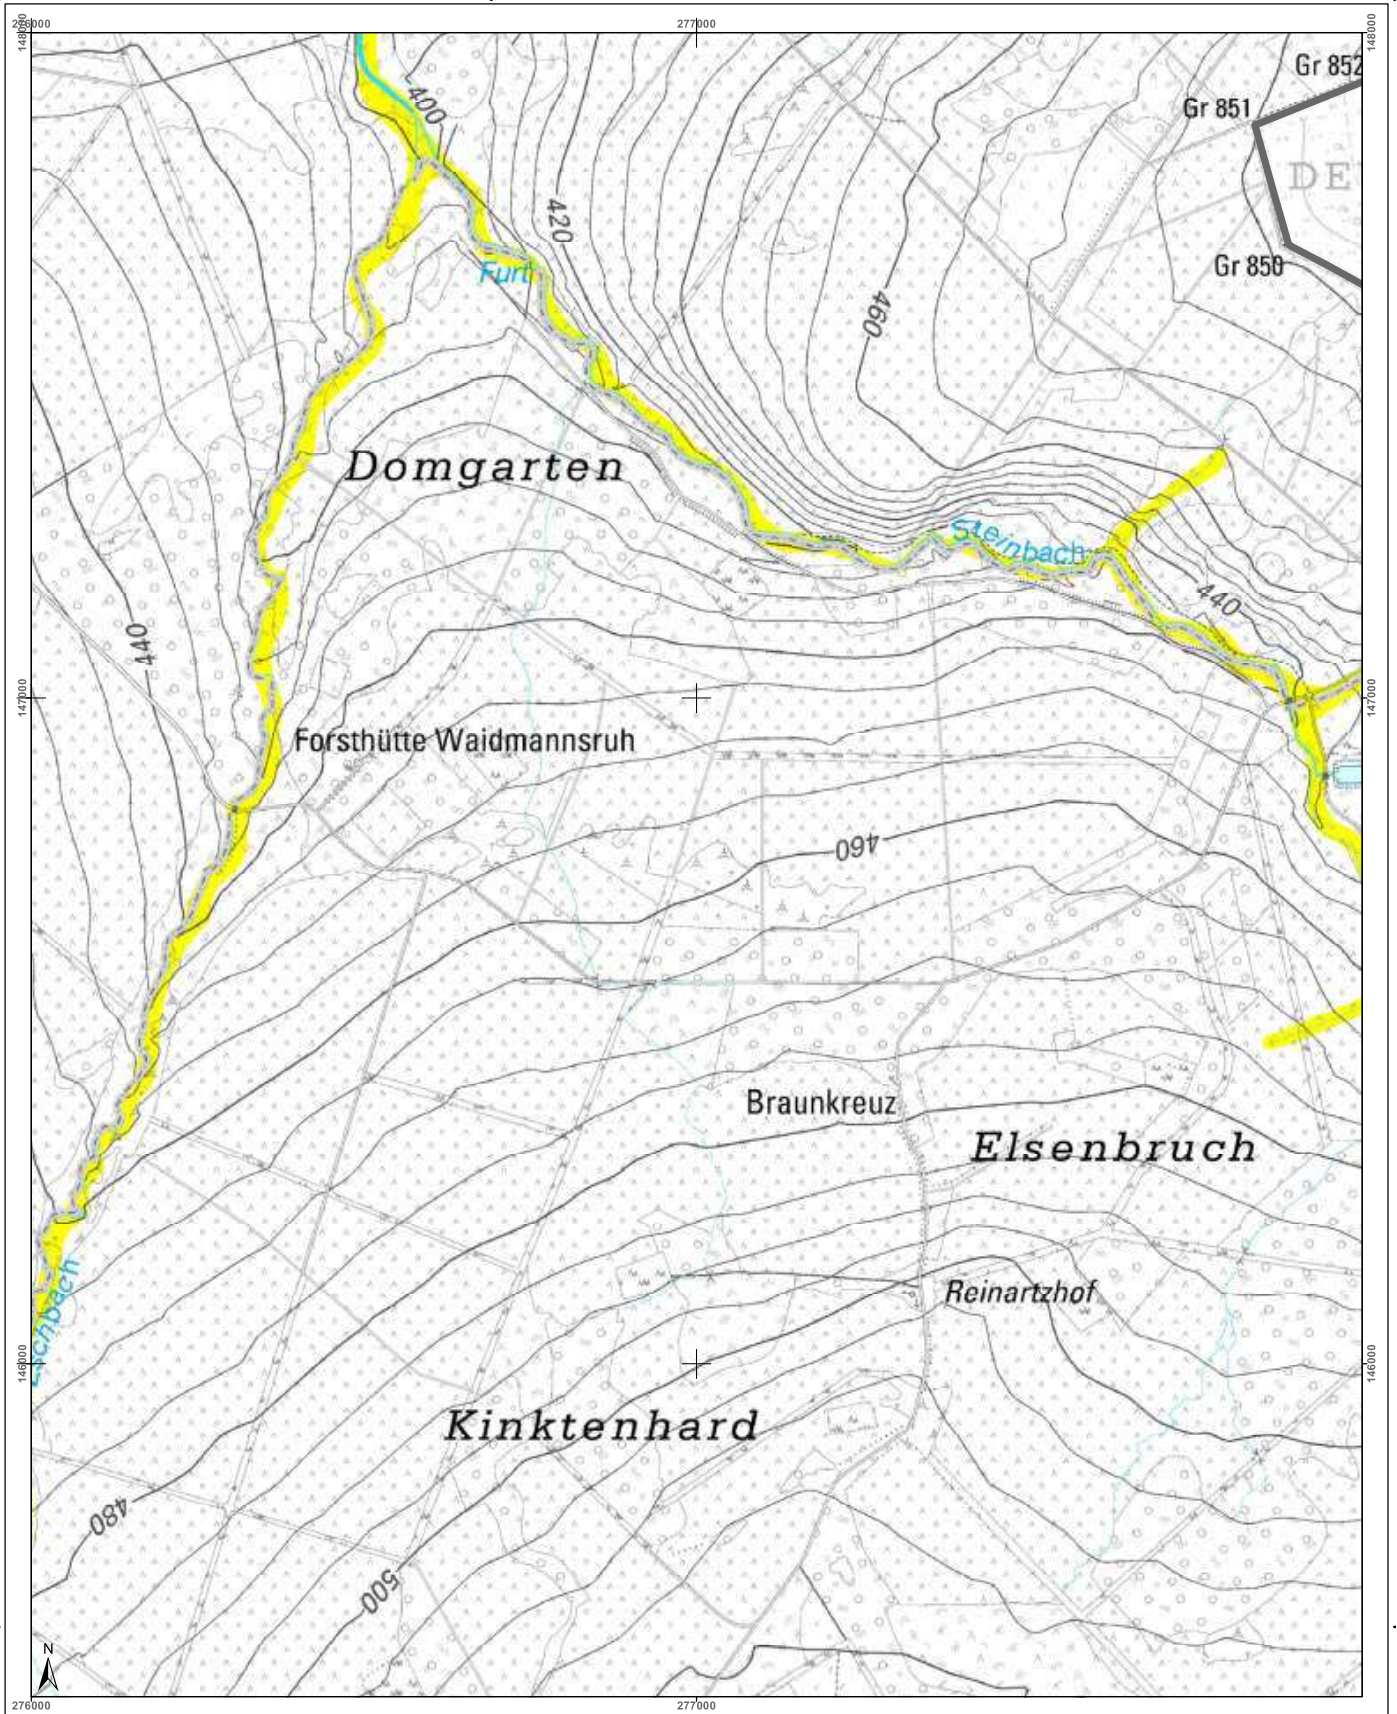 276000
277000
148000
148000
Gr 852
400
Gr 851
DE
420
Furt
Gr 850
460
Domgarten
Steinbach
440
440
147000
147000
Forsthütte Waidmannsruh
460
Braunkreuz
Elsenbruch
Eschbach
Reinartzhof
146000
146000
Kinktenhard
480
500
N
276000
277000